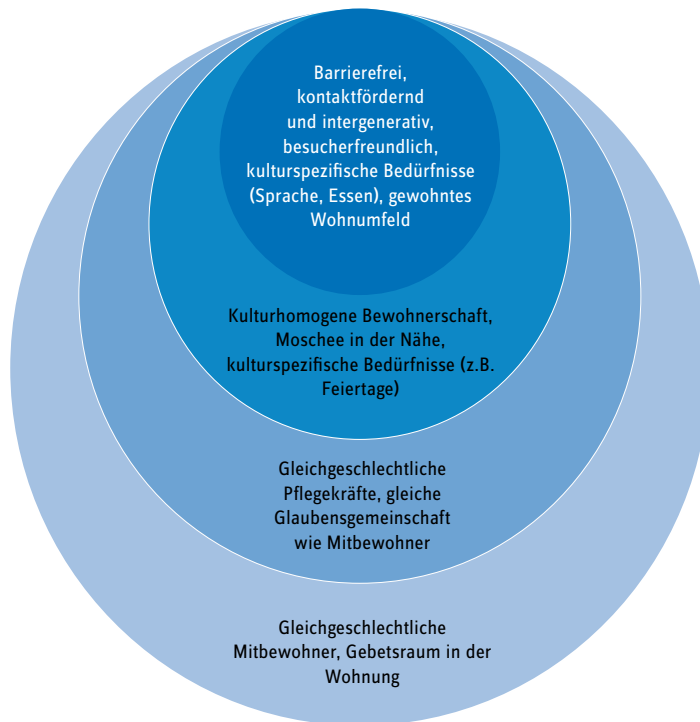 Barrierefrei,
kontaktfördernd
und intergenerativ,
besucherfreundlich,
kulturspezifische Bedürfnisse
(Sprache, Essen), gewohntes
Wohnumfeld
Kulturhomogene Bewohnerschaft,
Moschee in der Nähe,
kulturspezifische Bedürfnisse (z.B.
Feiertage)
Gleichgeschlechtliche
Pflegekräfte, gleiche
Glaubensgemeinschaft
wie Mitbewohner
Gleichgeschlechtliche
Mitbewohner, Gebetsraum in der
Wohnung